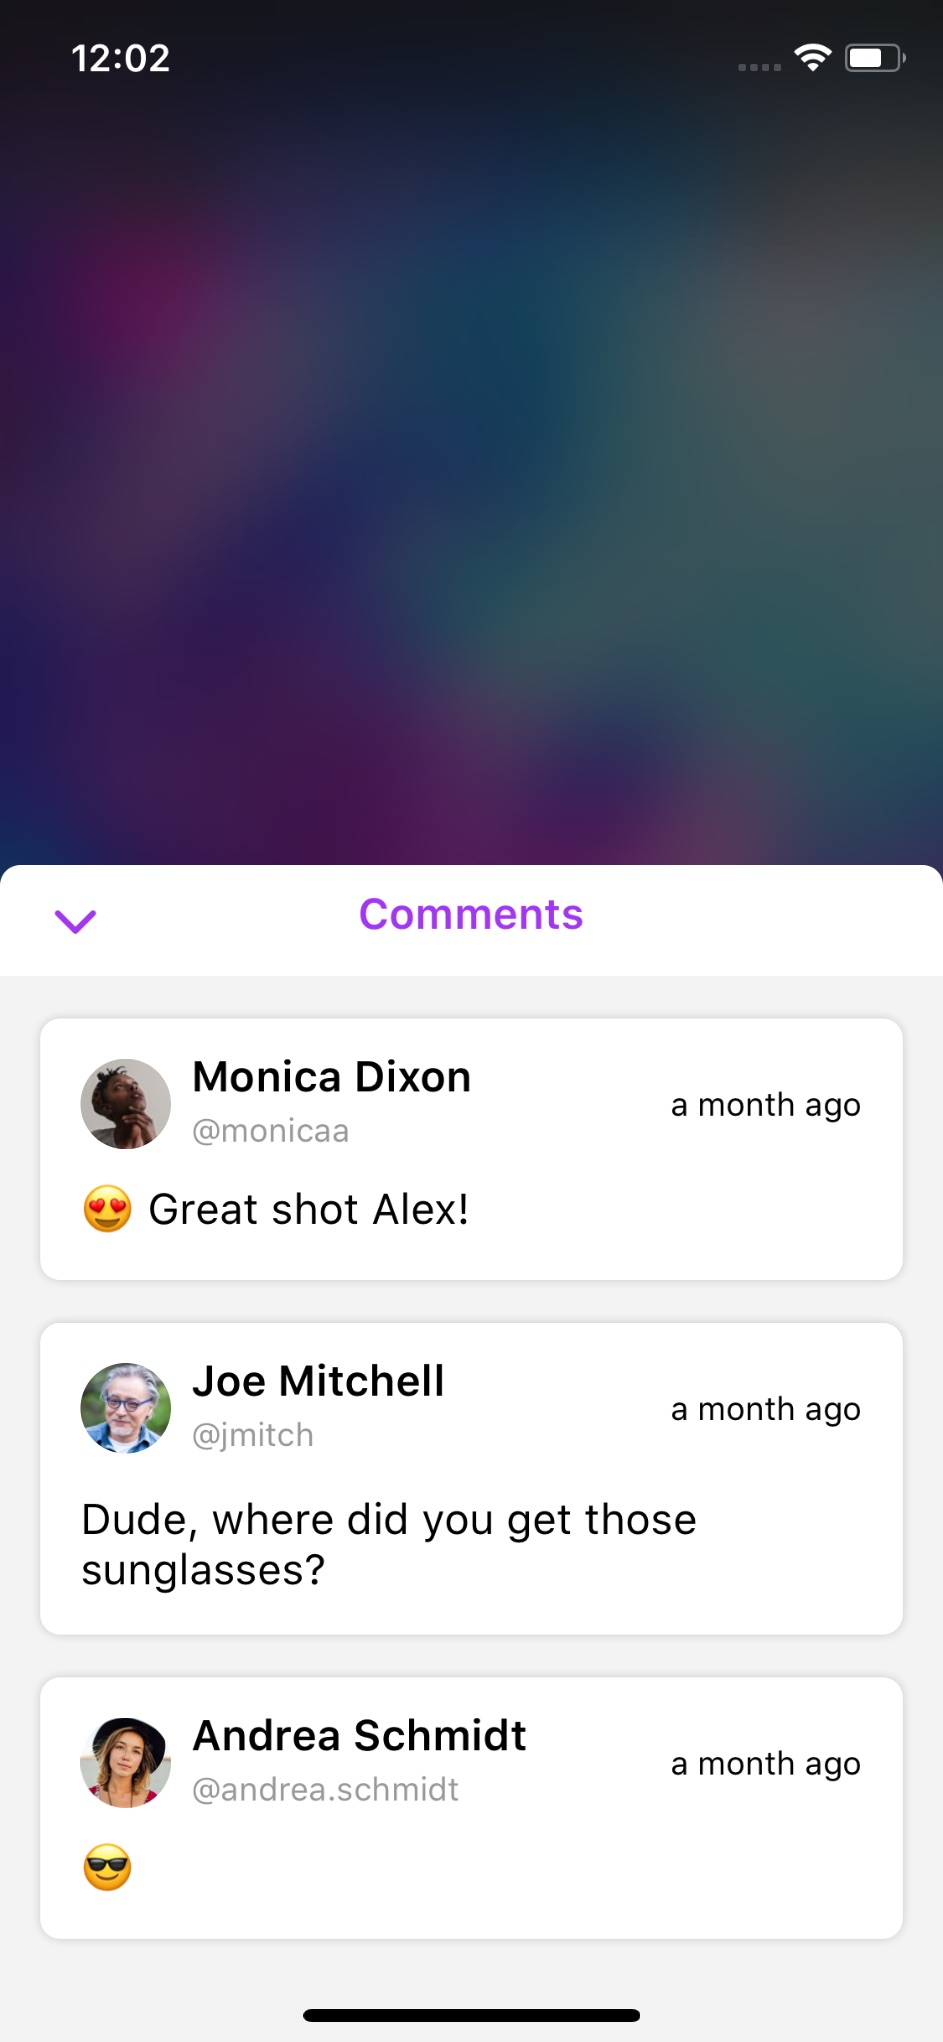 12:02
Comments
Monica Dixon
@monicaa
a month ago
😍 Great shot Alex!
Joe Mitchell
@jmitch
a month ago
Dude, where did you get those
sunglasses?
Andrea Schmidt
@andrea.schmidt
a month ago
😎